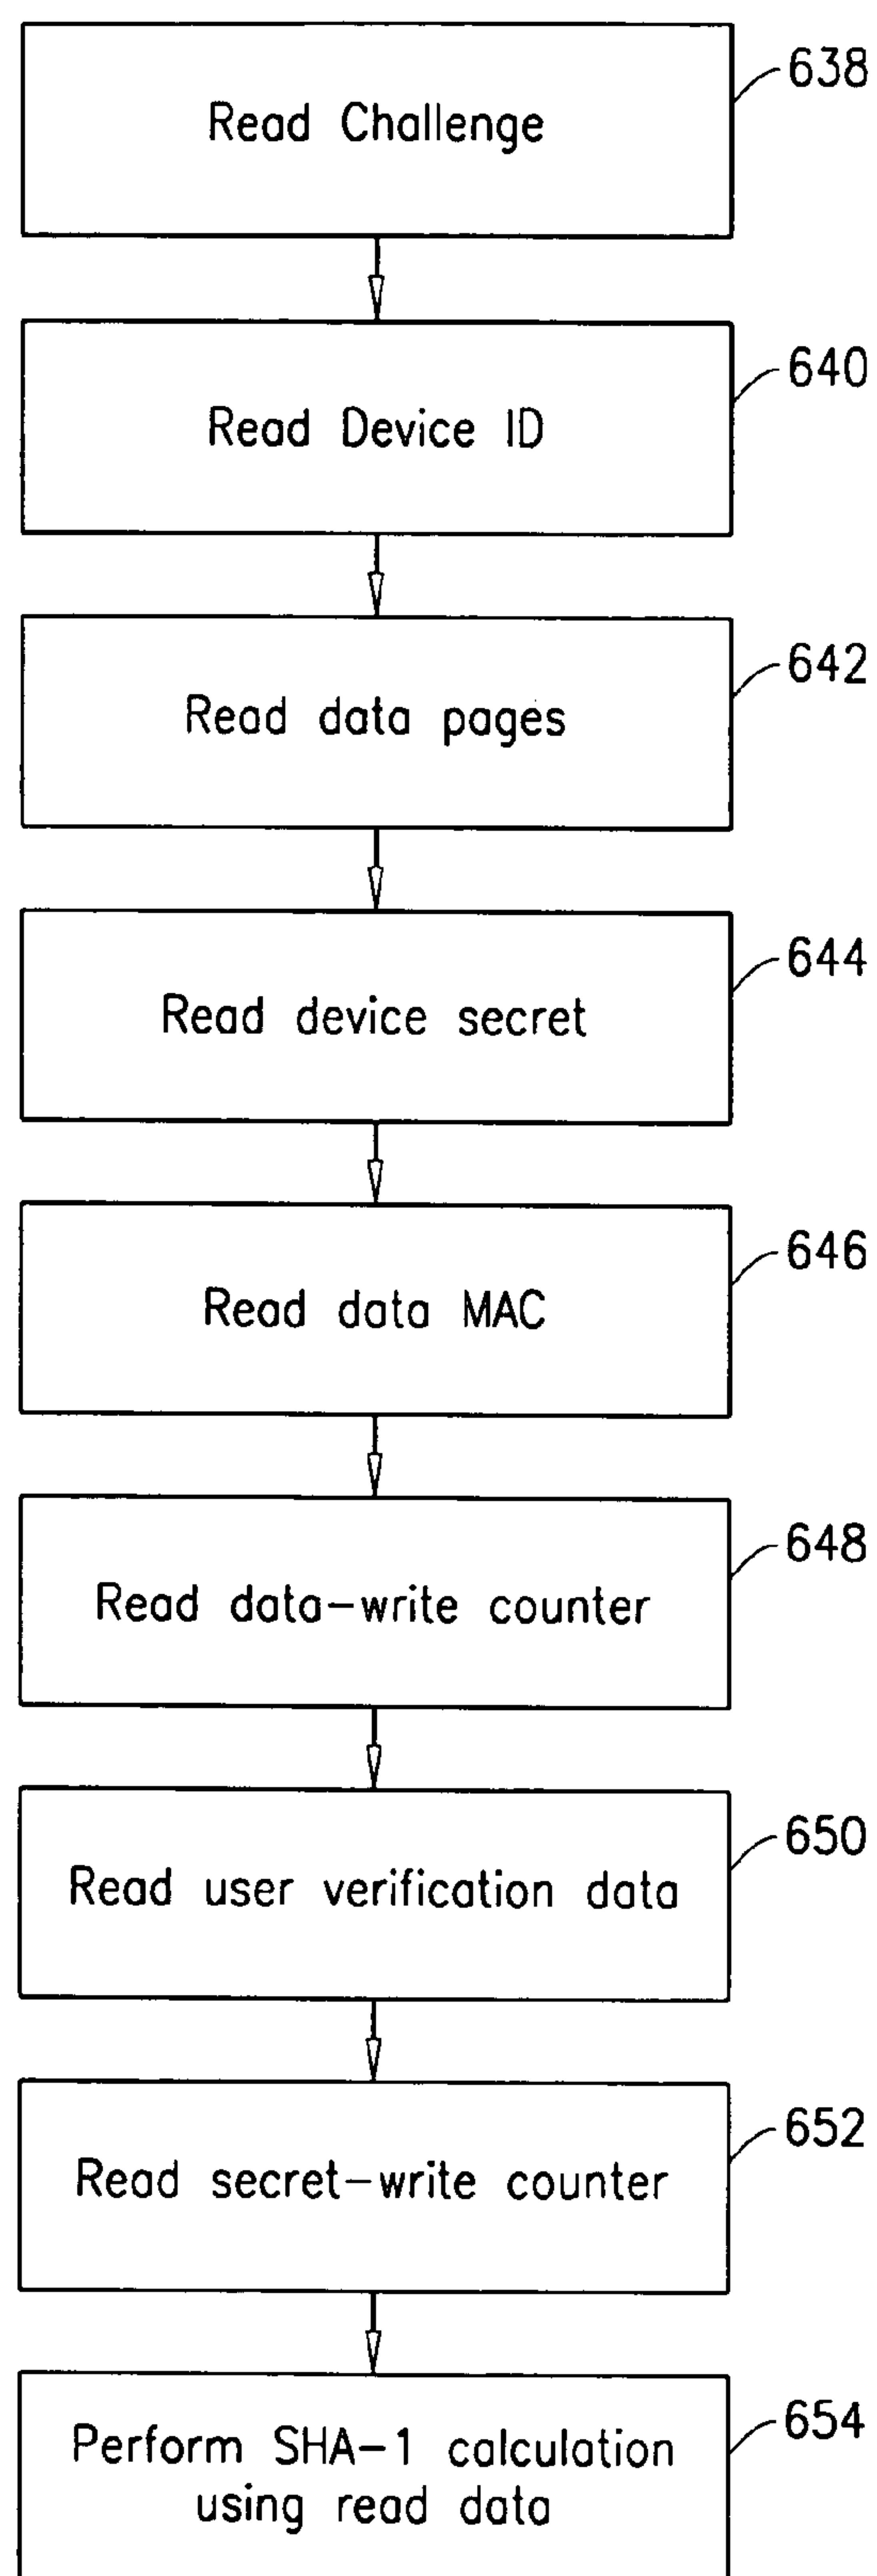 Read Challenge
638
Read Device ID
640
Read data pages
642
Read device secret
644
Read data MAC
646
Read data-write counter
648
Read user verification data
650
Read secret-write counter
652
Perform SHA-1 calculation
using read data
654